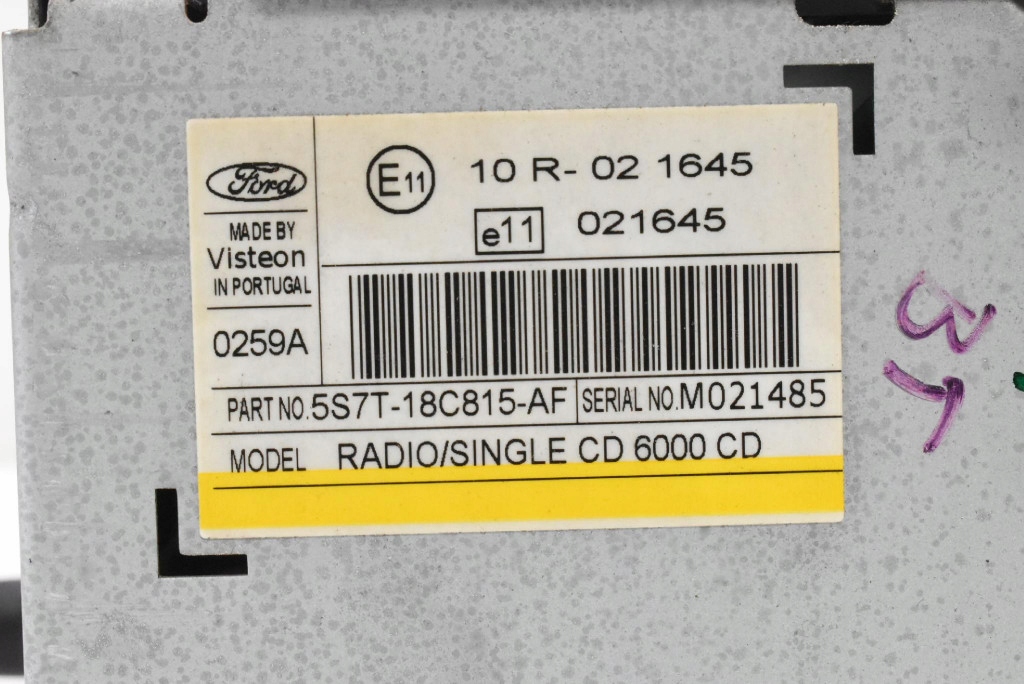 Ford
MADE BY
Visteon
IN PORTUGAL
0259A
E11 10 R- 02 1645
e11 021645
PART NO. 5S7T-18C815-AF SERIAL NO. M021485
MODEL RADIO/SINGLE CD 6000 CD